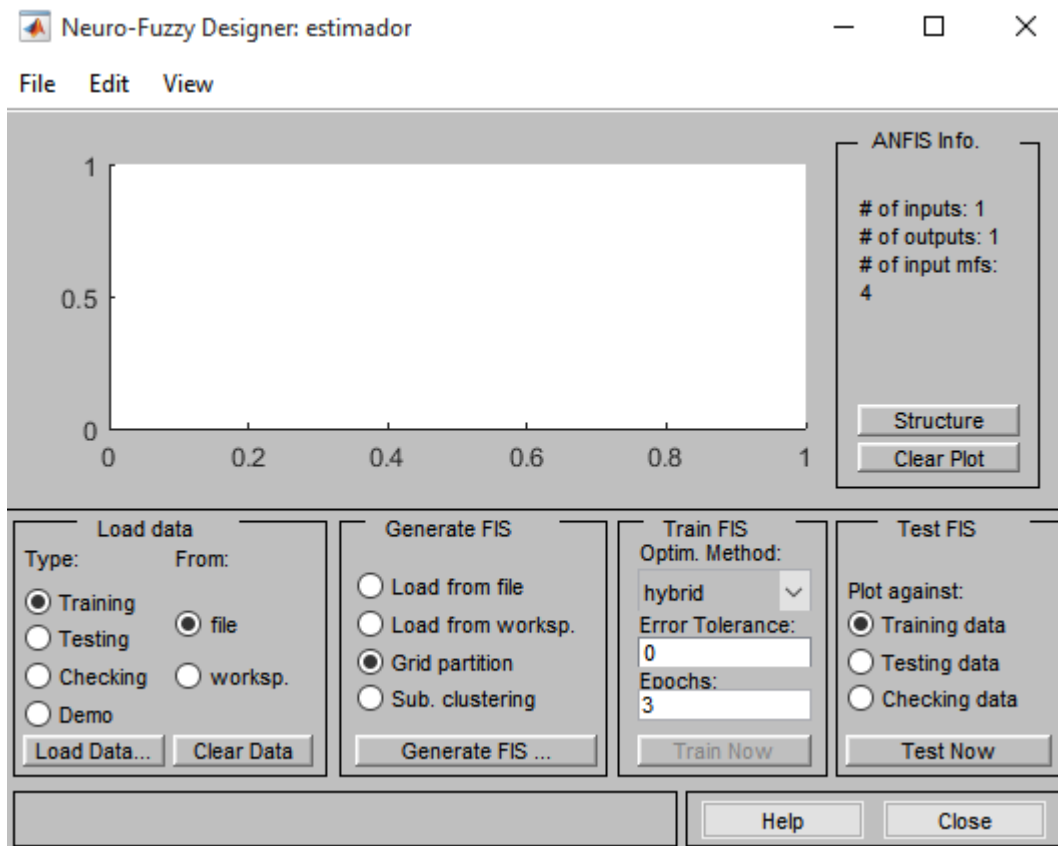 Neuro-Fuzzy Designer: estimador
File Edit View
1
0.5
0
0 0.2 0.4 0.6 0.8 1
ANFIS Info.
# of inputs: 1
# of outputs: 1
# of input mfs:
4
Structure
Clear Plot
Load data
Type: From:
Training
file
Testing
Checking
worksp.
Demo
Load Data... Clear Data
Generate FIS
Load from file
Load from worksp.
Grid partition
Sub. clustering
Generate FIS ...
Train FIS
Optim. Method:
hybrid
Error Tolerance:
0
Epochs:
3
Train Now
Test FIS
Plot against:
Training data
Testing data
Checking data
Test Now
Help Close